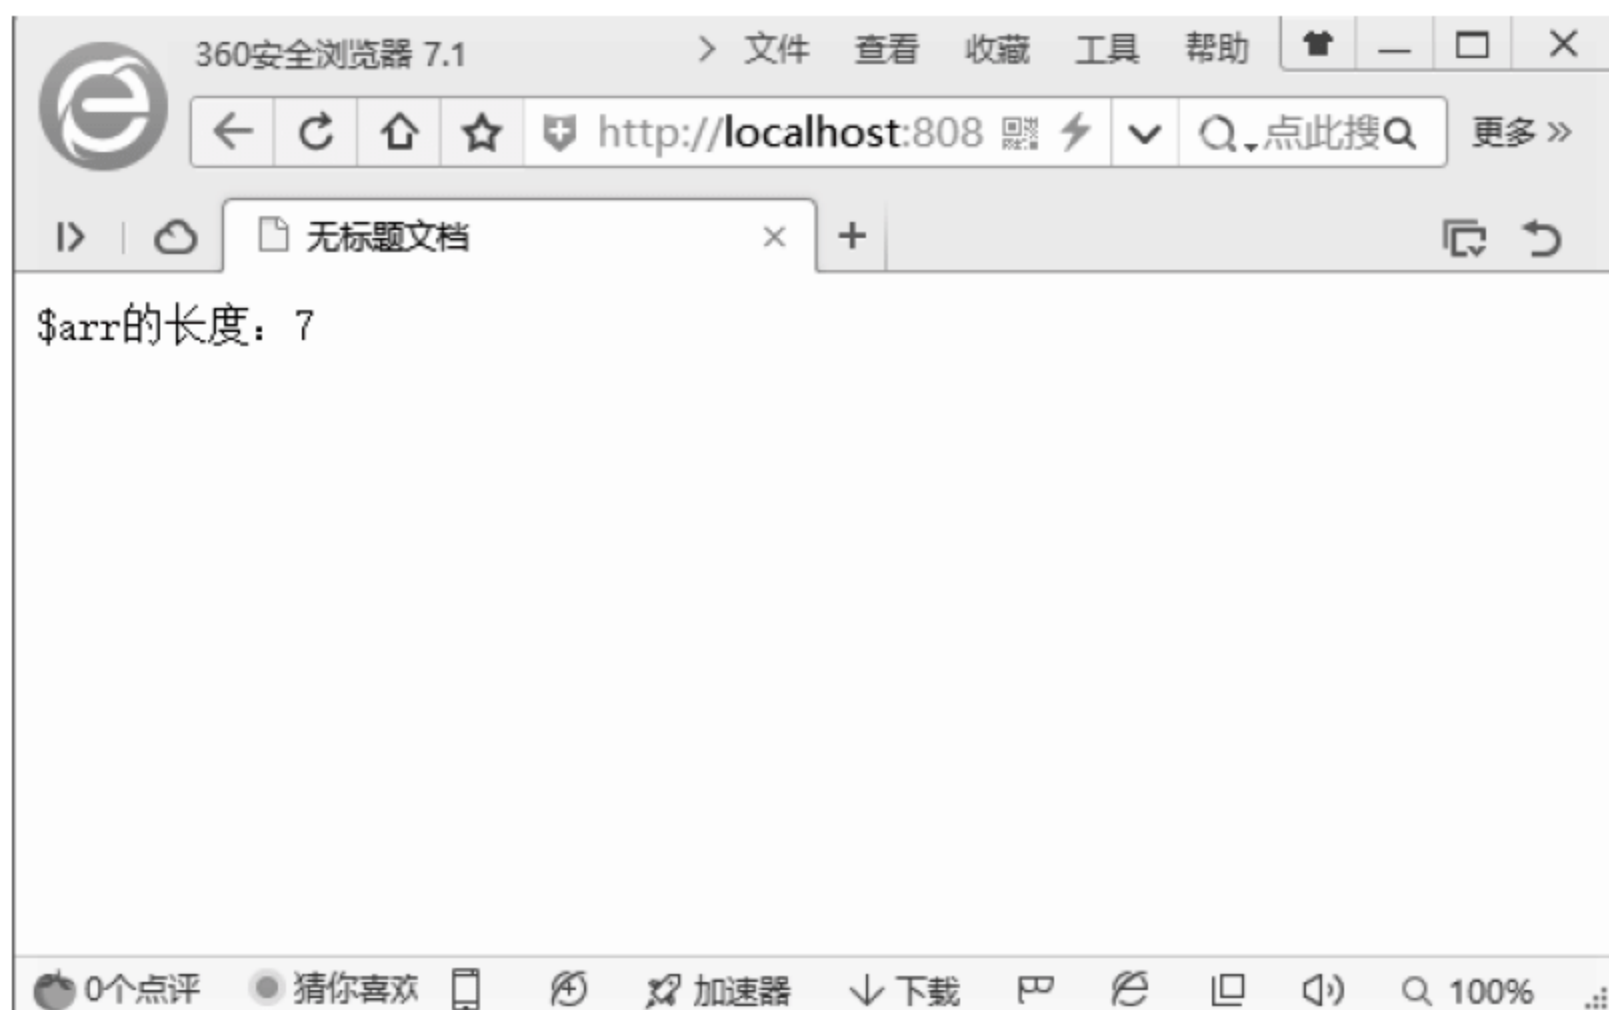 360安全浏览器 7.1 > 文件 查看 收藏 工具 帮助
http://localhost:808 点此搜 更多 »
无标题文档
$arr的长度：7
0个点评 猜你喜欢 加速器 下载 100%